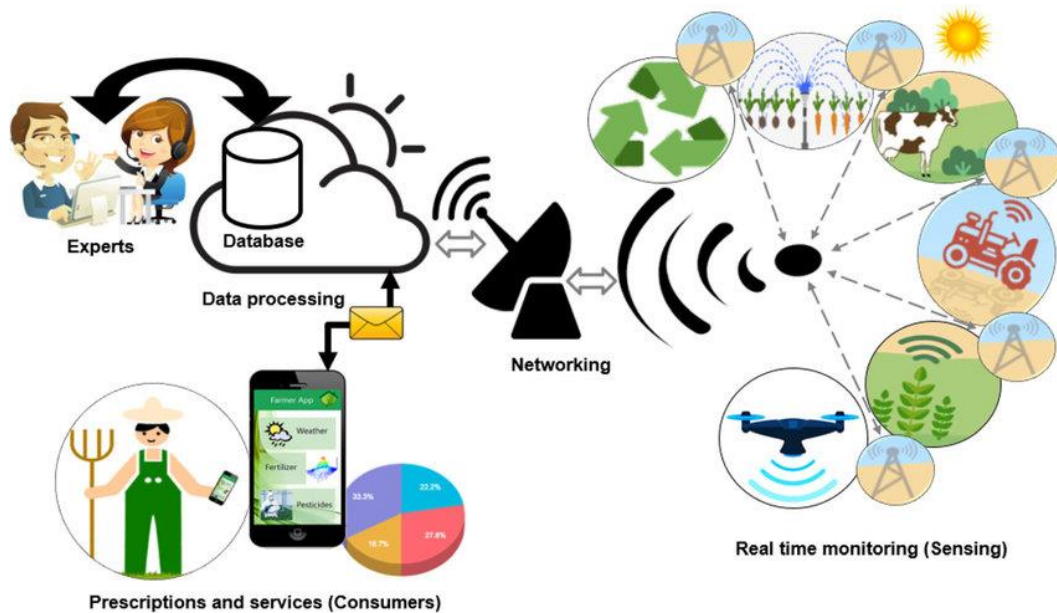 Experts
Database
Data processing
Networking
Farmer App
Weather
Fertilizer
Pesticides
33.3%
22.2%
27.8%
16.7%
Real time monitoring (Sensing)
Prescriptions and services (Consumers)